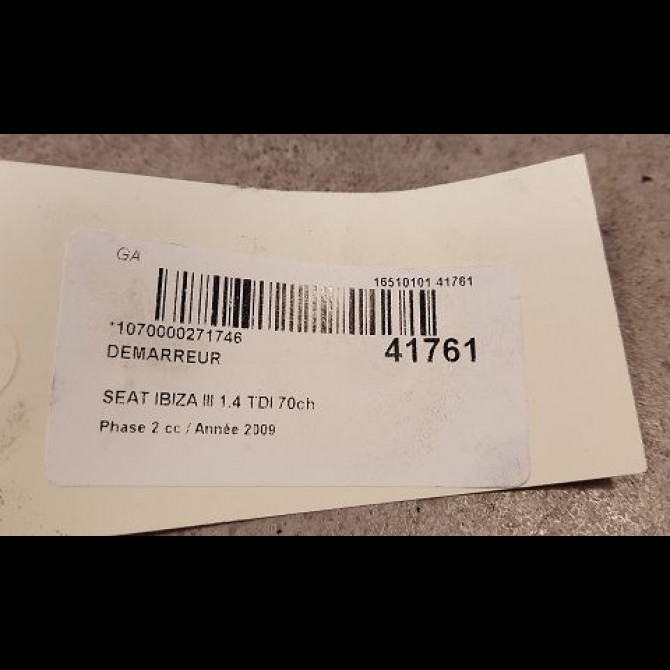 GA
16510101 41761
*1070000271746
41761
DEMARREUR
SEAT IBIZA III 1.4 TDI 70ch
Phase 2 cc / Année 2009